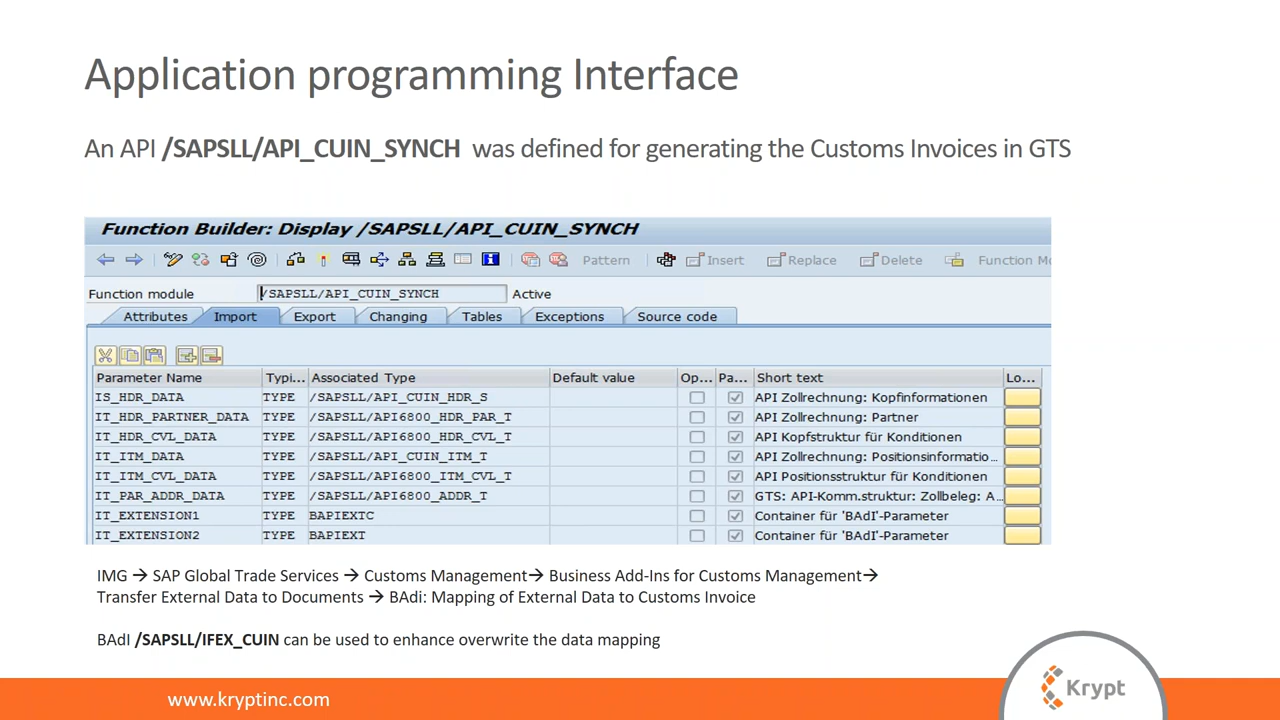 Application programming Interface
An API /SAPSLL/API_CUIN_SYNCH was defined for generating the Customs Invoices in GTS
Function Builder: Display /SAPSLL/API_CUIN_SYNCH
Pattern Insert Replace Delete Function Mo
Function module /SAPSLL/API_CUIN_SYNCH Active
Attributes Import Export Changing Tables Exceptions Source code
Parameter Name Typi... Associated Type Default value Op... Pa... Short text Lo...
IS_HDR_DATA TYPE /SAPSLL/API_CUIN_HDR_S API Zollrechnung: Kopfinformationen
IT_HDR_PARTNER_DATA TYPE /SAPSLL/API6800_HDR_PAR_T API Zollrechnung: Partner
IT_HDR_CVL_DATA TYPE /SAPSLL/API6800_HDR_CVL_T API Kopfstruktur für Konditionen
IT_ITM_DATA TYPE /SAPSLL/API_CUIN_ITM_T API Zollrechnung: Positionsinformatio...
IT_ITM_CVL_DATA TYPE /SAPSLL/API6800_ITM_CVL_T API Positionsstruktur für Konditionen
IT_PAR_ADDR_DATA TYPE /SAPSLL/API6800_ADDR_T GTS: API-Komm.struktur: Zollbeleg: A...
IT_EXTENSION1 TYPE BAPIEXTC Container für 'BAdI'-Parameter
IT_EXTENSION2 TYPE BAPIEXT Container für 'BAdI'-Parameter
IMG → SAP Global Trade Services → Customs Management→ Business Add-Ins for Customs Management→
Transfer External Data to Documents → BAdi: Mapping of External Data to Customs Invoice
BAdI /SAPSLL/IFEX_CUIN can be used to enhance overwrite the data mapping
www.kryptinc.com
Krypt